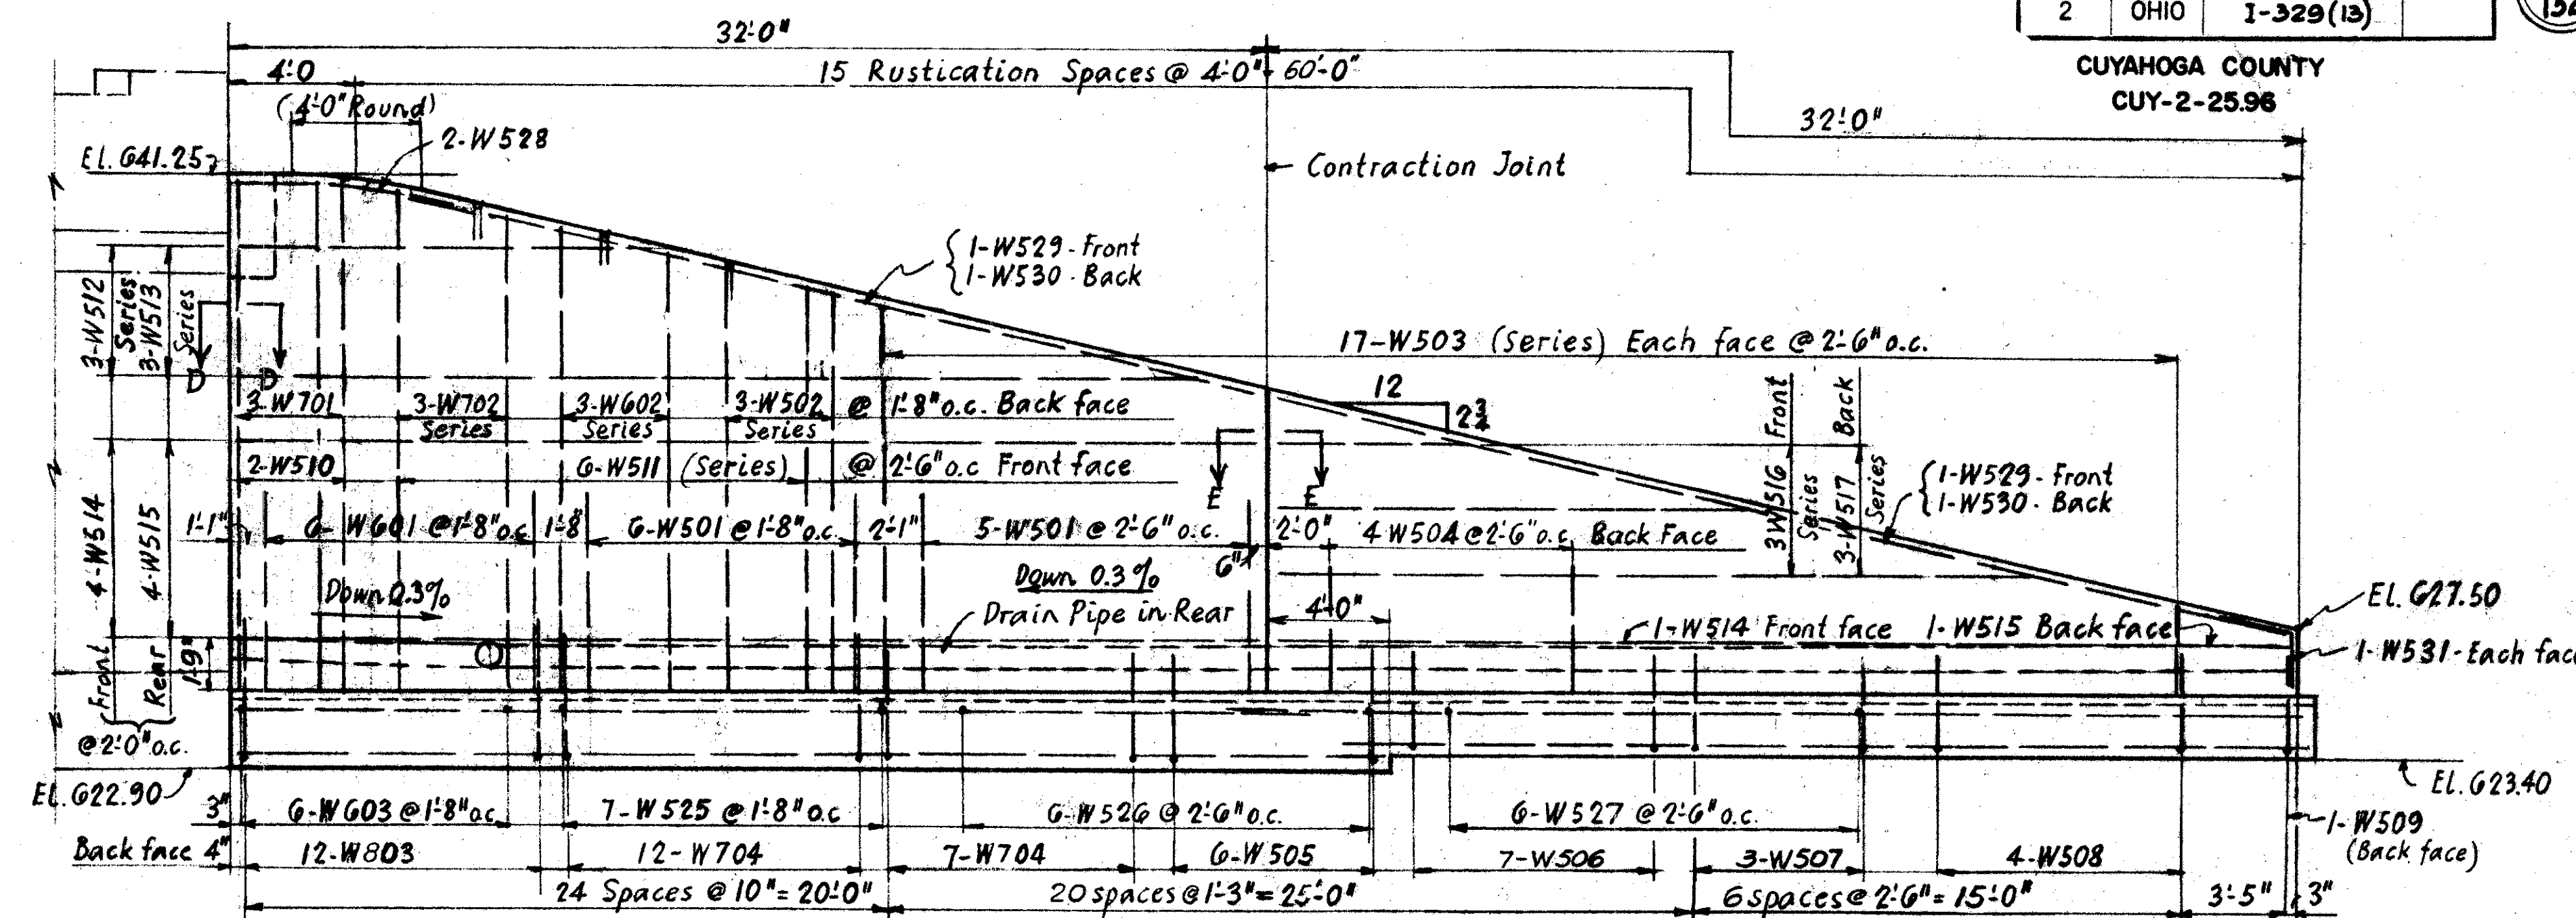 2 OHIO I-329(13)
CUYAHOGA COUNTY
CUY-2-25.96
32'-0"
4'-0
15 Rustication Spaces @ 4'-0" = 60'-0"
(4'-0" Round)
2-W528
32'-0"
El. 641.25
Contraction Joint
1-W529 - Front
1-W530 - Back
3-W512
Series
3-W513
Series
D
D
17-W503 (Series) Each face @ 2'-6" o.c.
12
2 3/4
3-W701
3-W702
Series
3-W602
Series
3-W502
Series
@ 1'-8" o.c. Back face
Front
Back
2-W510
6-W511 (Series)
@ 2'-6" o.c Front face
E
E
3W516
Series
3-W517
Series
1-W529 - Front
1-W530 - Back
4-W514
4-W515
1'-1"
6-W601 @ 1'-8" o.c.
1'-8
6-W501 @ 1'-8" o.c.
2'-1"
5-W501 @ 2'-6" o.c.
6"
2'-0"
4-W504 @ 2'-6" o.c. Back Face
Down 0.3%
Down 0.3%
Drain Pipe in Rear
4'-0"
El. 627.50
1-W514 Front face 1-W515 Back face
1-W531 - Each
1'-9"
Front
Rear
@ 2'-0" o.c.
El. 622.90
El. 623.40
3"
6-W603 @ 1'-8" o.c
7-W525 @ 1'-8" o.c
6-W526 @ 2'-6" o.c.
6-W527 @ 2'-6" o.c.
1-W509
(Back face)
Back face 4"
12-W803
12-W704
7-W704
6-W505
7-W506
3-W507
4-W508
24 Spaces @ 10" = 20'-0"
20 spaces @ 1'-3" = 25'-0"
6 spaces @ 2'-6" = 15'-0"
3'-5"
3"